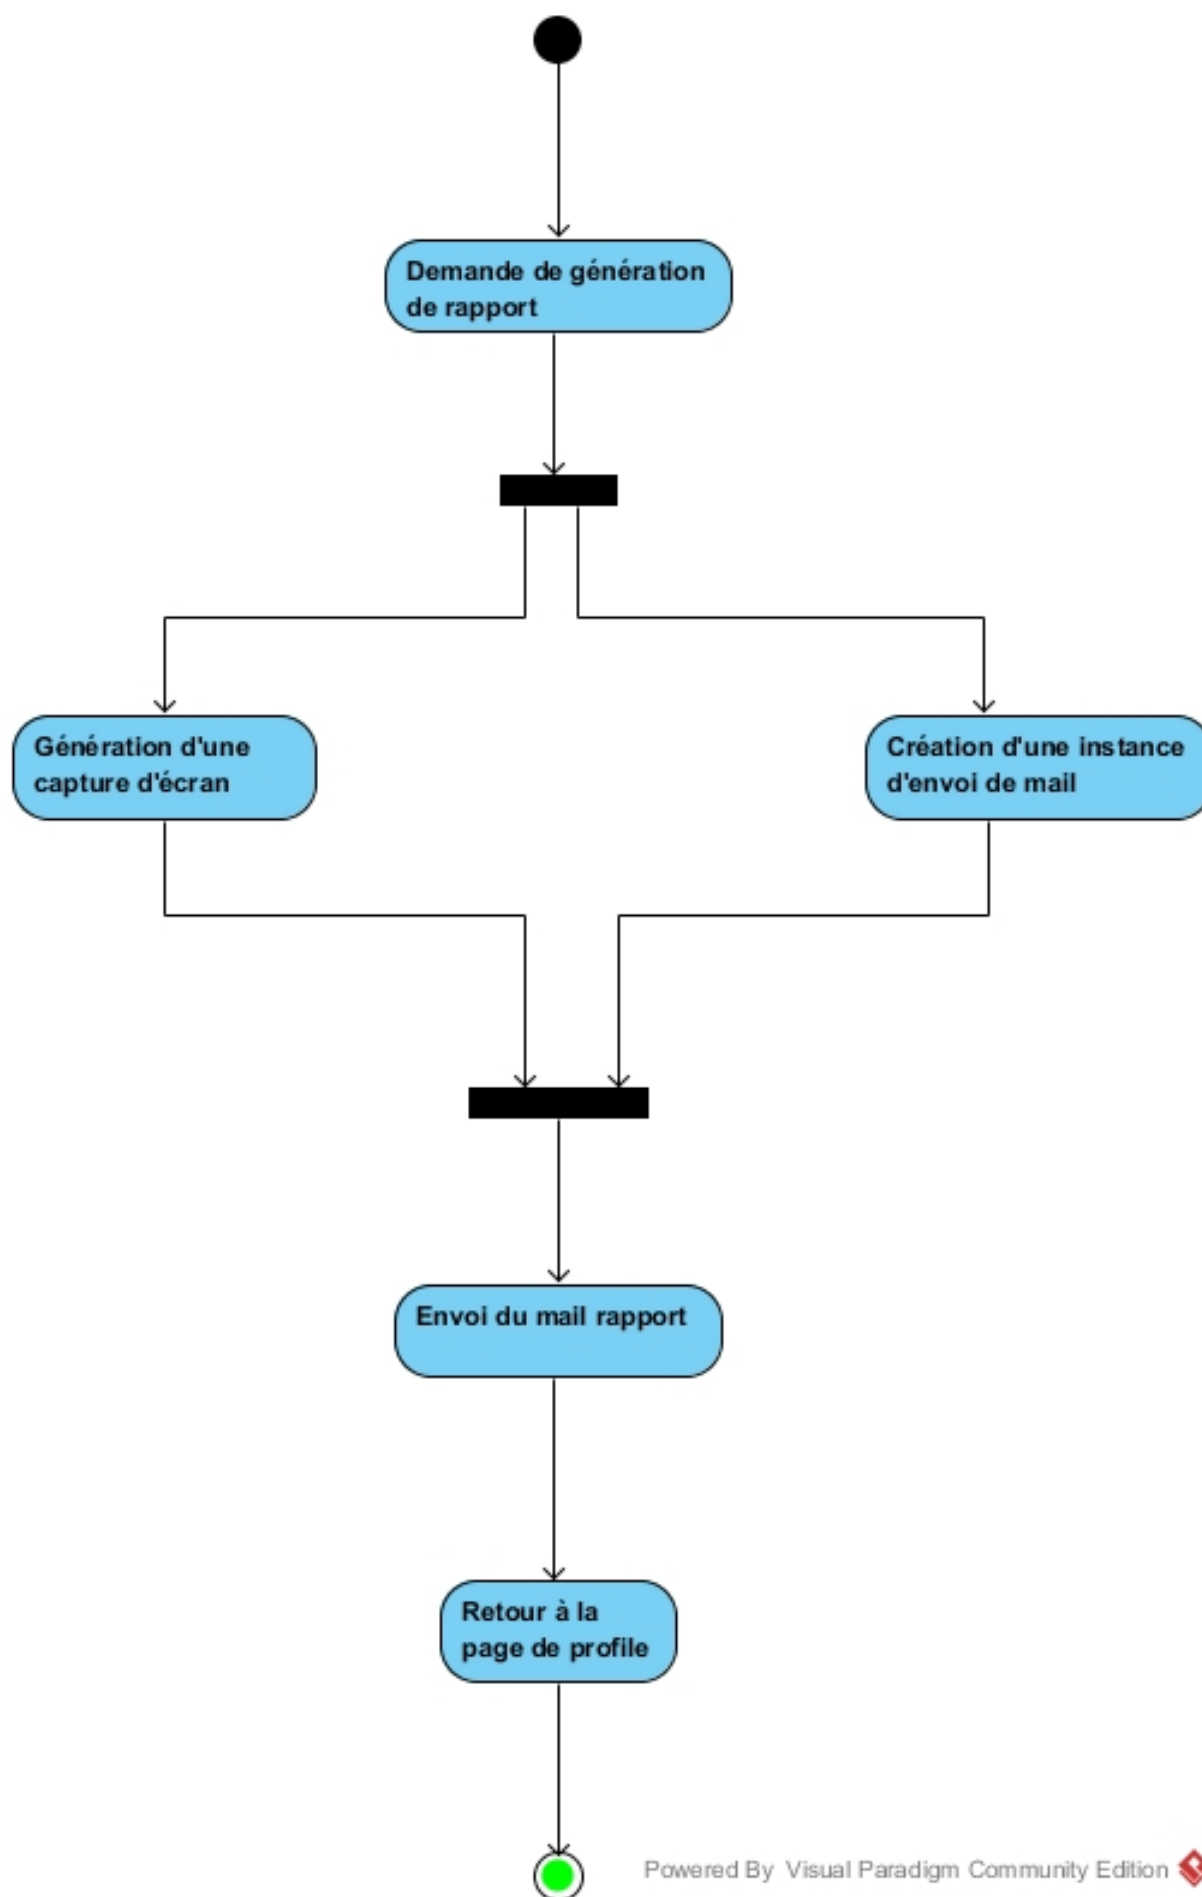 Demande de génération
de rapport
Génération d'une
capture d'écran
Création d'une instance
d'envoi de mail
Envoi du mail rapport
Retour à la
page de profile
Powered By Visual Paradigm Community Edition